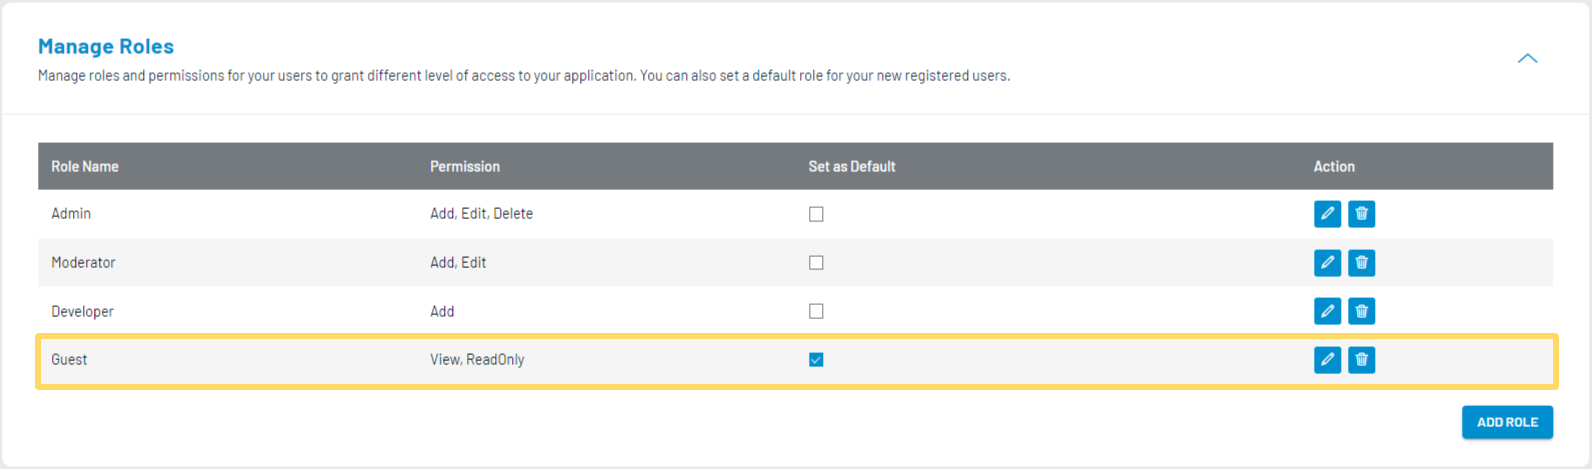 Manage Roles
Manage roles and permissions for your users to grant different level of access to your application. You can also set a default role for your new registered users.
Role Name Permission Set as Default Action
Admin Add, Edit, Delete
Moderator Add, Edit
Developer Add
Guest View, ReadOnly
ADD ROLE